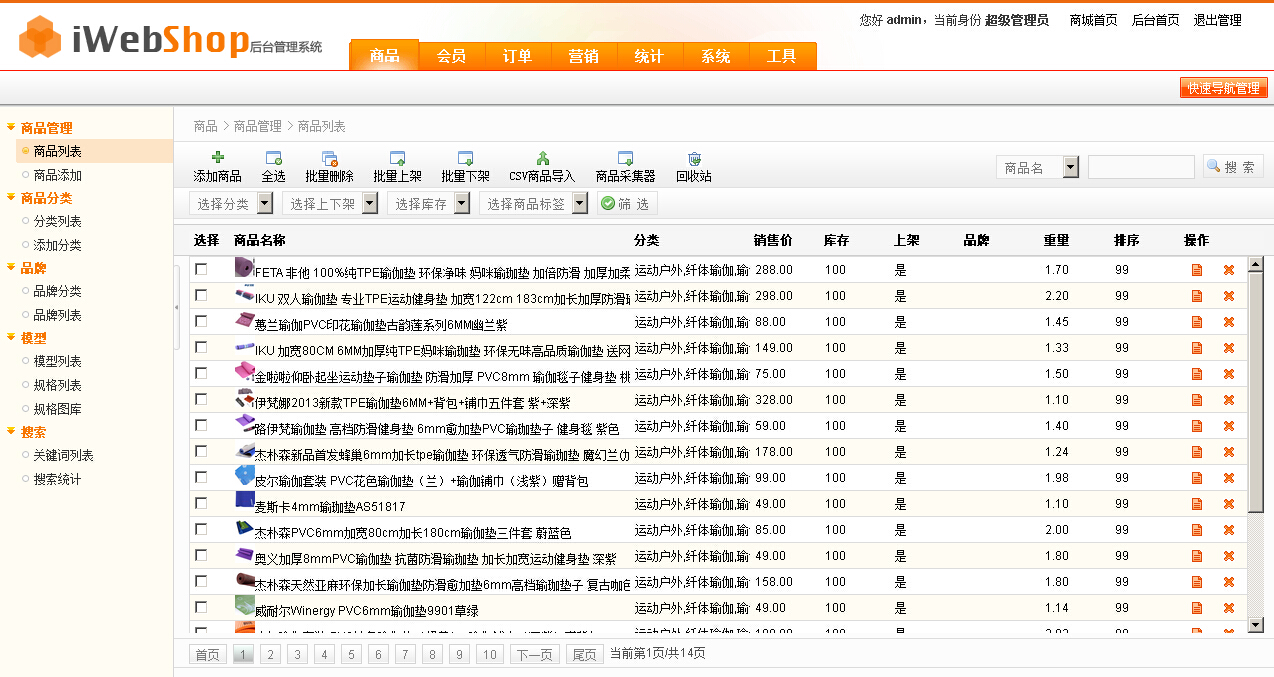 iWebShop后台管理系统
您好 admin，当前身份 超级管理员 商城首页 后台首页 退出管理
商品 会员 订单 营销 统计 系统 工具
快速导航管理
商品管理
商品列表
商品添加
商品分类
分类列表
添加分类
品牌
品牌分类
品牌列表
模型
模型列表
规格列表
规格图库
搜索
关键词列表
搜索统计
商品 > 商品管理 > 商品列表
添加商品 全选 批量删除 批量上架 批量下架 CSV商品导入 商品采集器 回收站 商品名 搜 索
选择分类 选择上下架 选择库存 选择商品标签 筛 选
选择 商品名称 分类 销售价 库存 上架 品牌 重量 排序 操作
FETA 非他 100%纯TPE瑜伽垫 环保净味 妈咪瑜珈垫 加倍防滑 加厚加柔 运动户外,纤体瑜伽,瑜 288.00 100 是 1.70 99
IKU 双人瑜伽垫 专业TPE运动健身垫 加宽122cm 183cm加长加厚防滑 运动户外,纤体瑜伽,瑜 298.00 100 是 2.20 99
蕙兰瑜伽PVC印花瑜伽垫古韵莲系列6MM幽兰紫 运动户外,纤体瑜伽,瑜 88.00 100 是 1.45 99
IKU 加宽80CM 6MM加厚纯TPE妈咪瑜珈垫 环保无味高品质瑜伽垫 送网 运动户外,纤体瑜伽,瑜 149.00 100 是 1.33 99
金啦啦仰卧起坐运动垫子瑜伽垫 防滑加厚 PVC8mm 瑜伽毯子健身垫 桃 运动户外,纤体瑜伽,瑜 75.00 100 是 1.50 99
伊梵娜2013新款TPE瑜伽垫6MM+背包+铺巾五件套 紫+深紫 运动户外,纤体瑜伽,瑜 328.00 100 是 1.10 99
路伊梵瑜伽垫 高档防滑健身垫 6mm愈加垫PVC瑜珈垫子 健身毯 紫色 运动户外,纤体瑜伽,瑜 59.00 100 是 1.40 99
杰朴森新品首发蜂巢6mm加长tpe瑜伽垫 环保透气防滑瑜珈垫 魔幻兰(加 运动户外,纤体瑜伽,瑜 178.00 100 是 1.24 99
皮尔瑜伽套装 PVC花色瑜伽垫（兰）+瑜伽铺巾（浅紫）赠背包 运动户外,纤体瑜伽,瑜 99.00 100 是 1.98 99
麦斯卡4mm瑜珈垫AS51817 运动户外,纤体瑜伽,瑜 49.00 100 是 1.10 99
杰朴森PVC6mm加宽80cm加长180cm瑜伽垫三件套 蔚蓝色 运动户外,纤体瑜伽,瑜 85.00 100 是 2.00 99
奥义加厚8mmPVC瑜伽垫 抗菌防滑瑜珈垫 加长加宽运动健身垫 深紫 运动户外,纤体瑜伽,瑜 49.00 100 是 1.80 99
杰朴森天然亚麻环保加长瑜伽垫防滑愈加垫6mm高档瑜珈垫子 复古咖色 运动户外,纤体瑜伽,瑜 158.00 100 是 1.80 99
威耐尔Winergy PVC6mm瑜伽垫9901草绿 运动户外,纤体瑜伽,瑜 49.00 100 是 1.14 99
首页 1 2 3 4 5 6 7 8 9 10 下一页 尾页 当前第1页/共14页